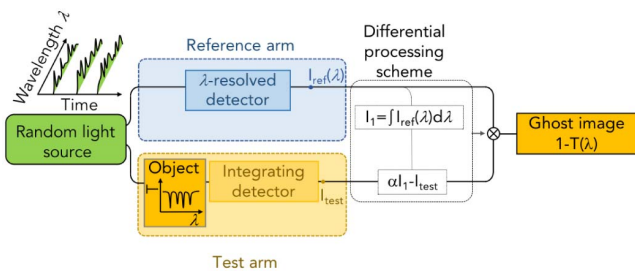 Wavelength λ
Time
Random light
source
Reference arm
λ-resolved
detector
I_ref(λ)
Object
λ
Integrating
detector
I_test
Test arm
Differential
processing
scheme
I₁=∫I_ref(λ)dλ
αI₁-I_test
⊗
Ghost image
1-T(λ)